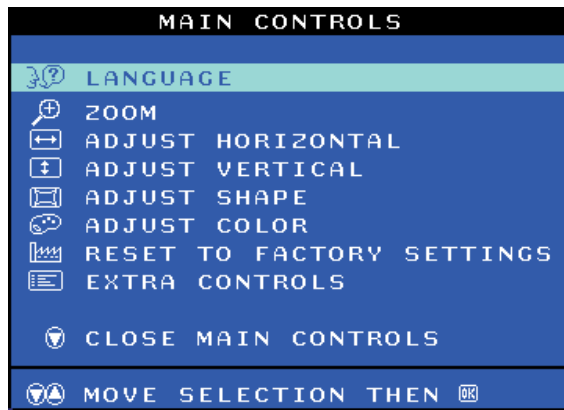 MAIN CONTROLS
LANGUAGE
ZOOM
ADJUST HORIZONTAL
ADJUST VERTICAL
ADJUST SHAPE
ADJUST COLOR
RESET TO FACTORY SETTINGS
EXTRA CONTROLS
CLOSE MAIN CONTROLS
MOVE SELECTION THEN OK